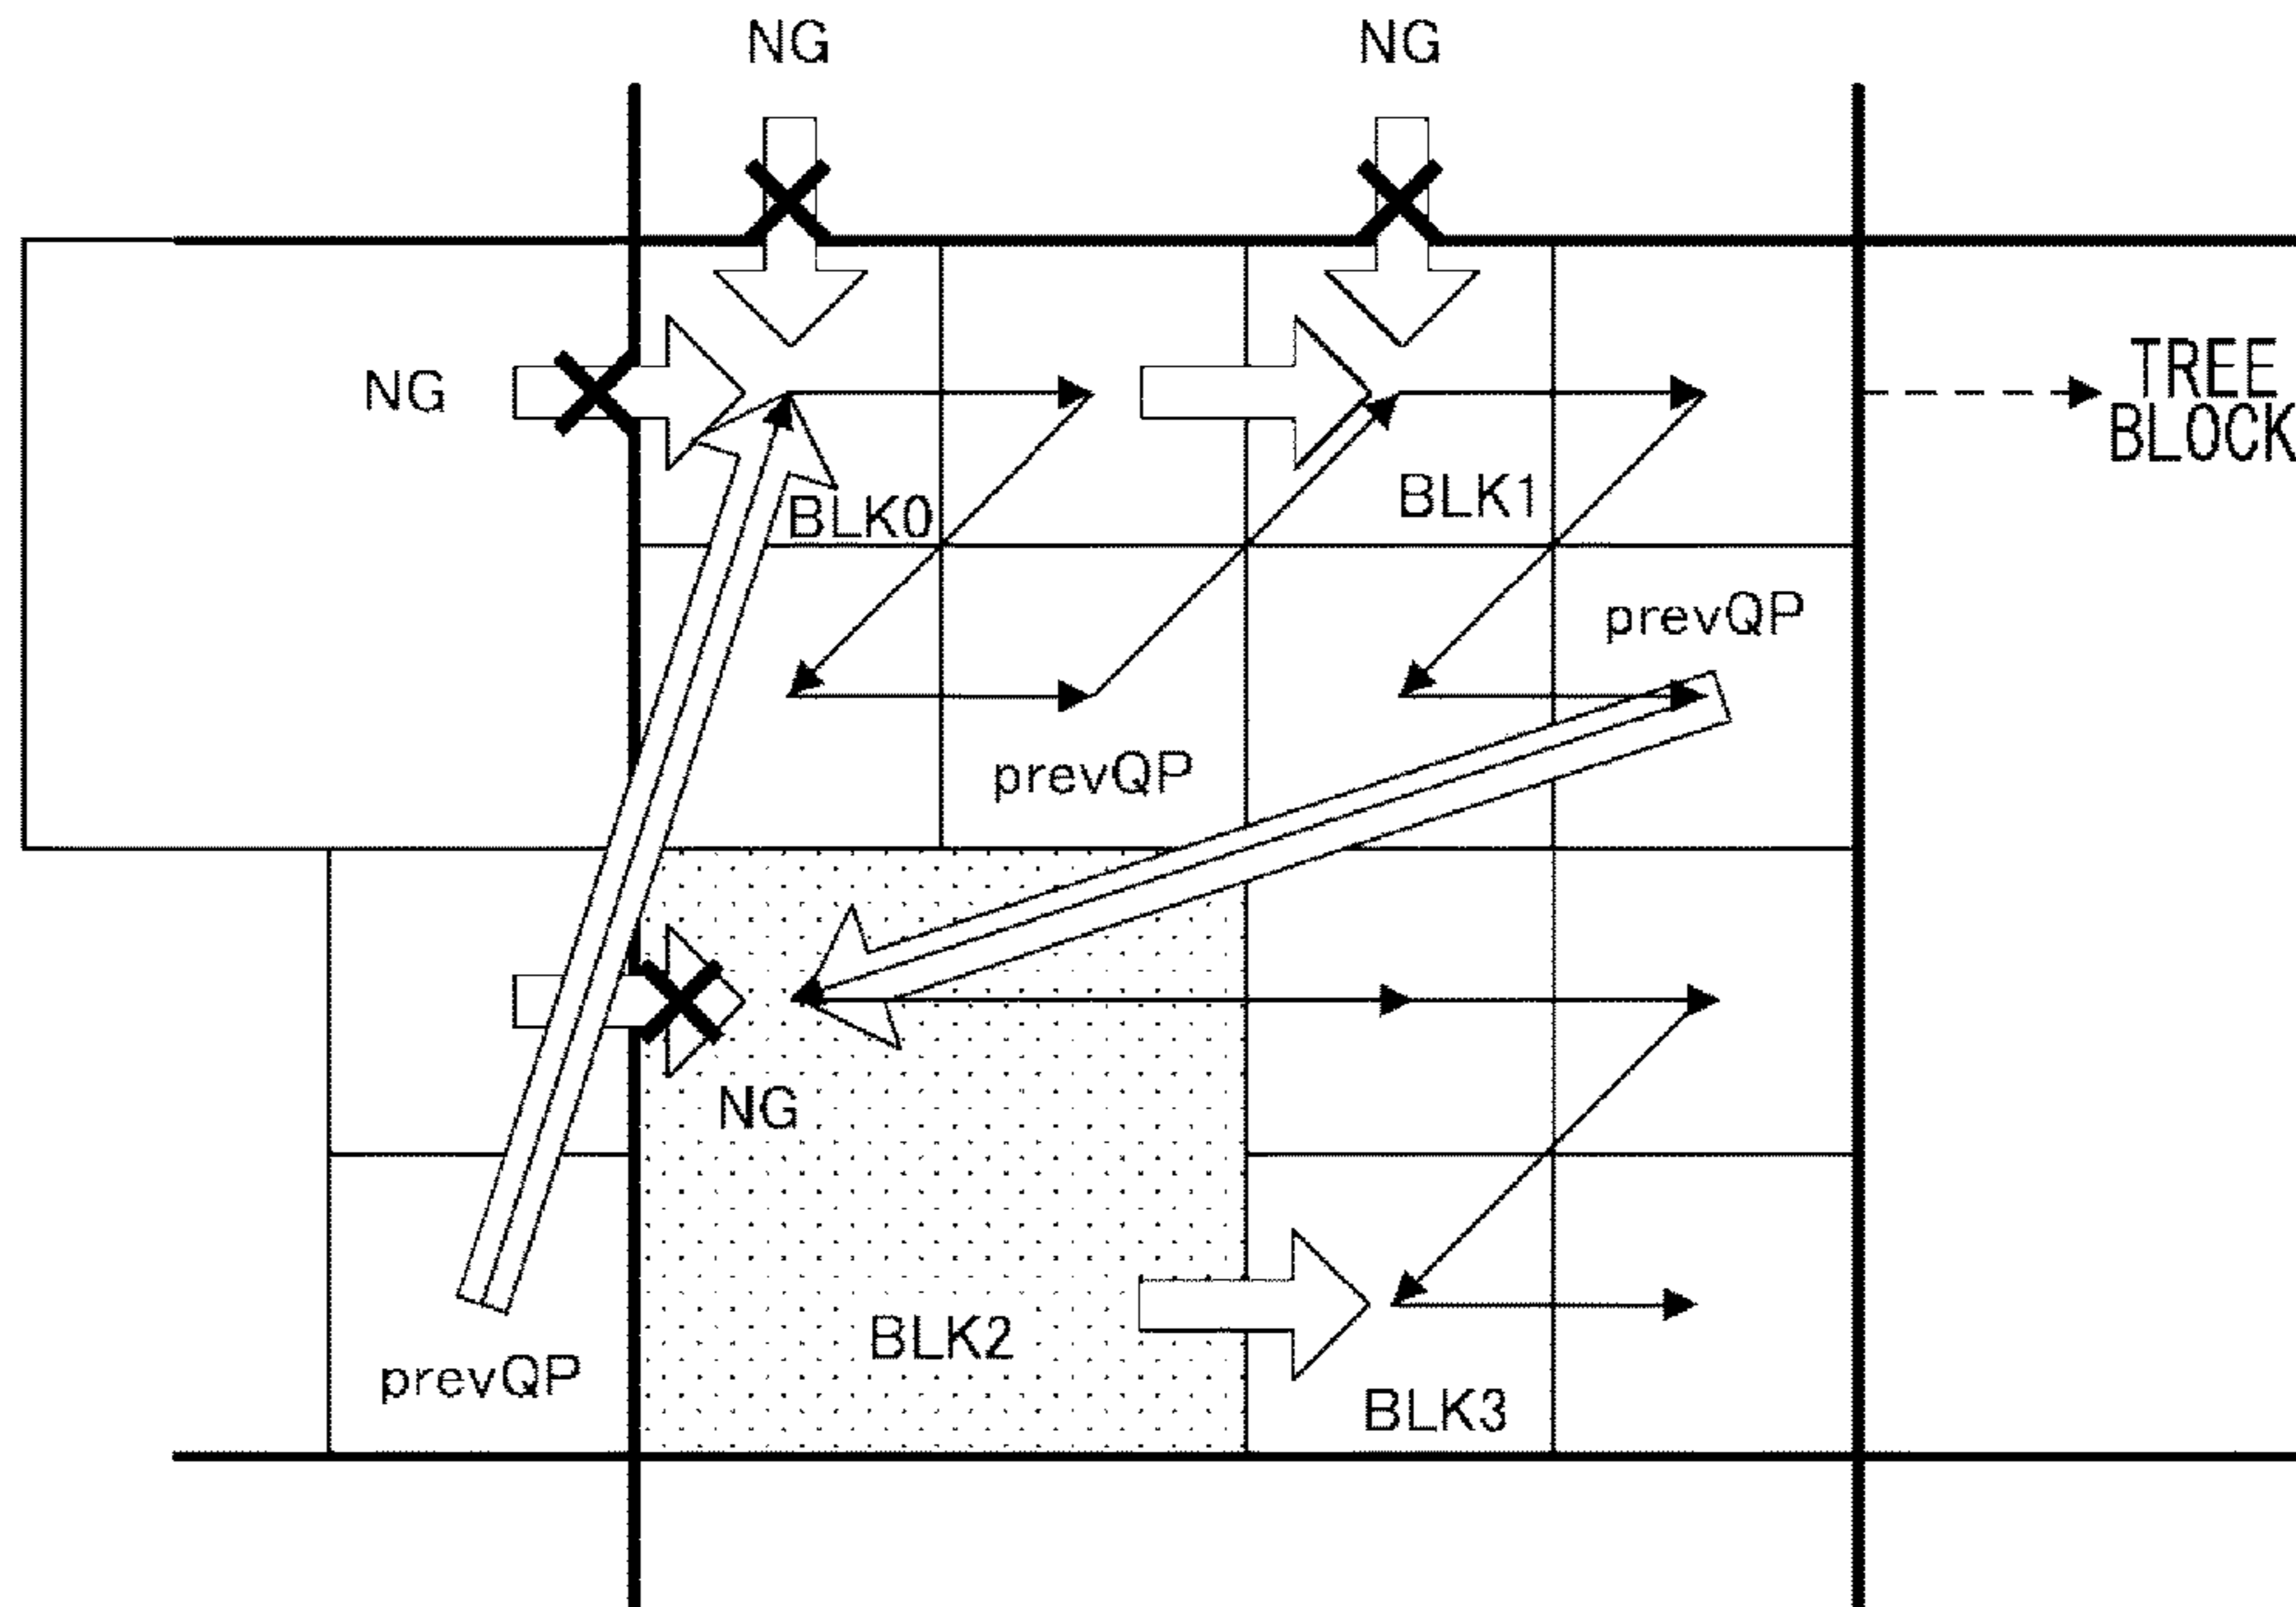 NG
NG
NG
TREE
BLOCK
BLK0
BLK1
prevQP
prevQP
NG
BLK2
prevQP
BLK3